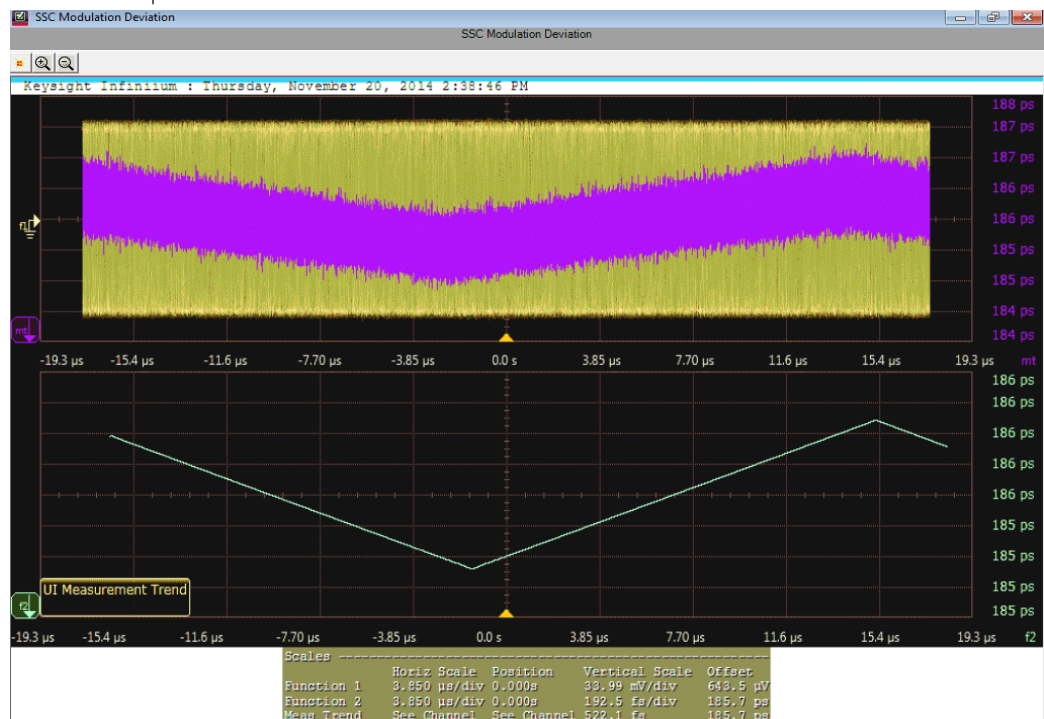 SSC Modulation Deviation
SSC Modulation Deviation
Keysight Infiniium : Thursday, November 20, 2014 2:38:46 PM
188 ps
187 ps
187 ps
186 ps
f1
186 ps
185 ps
185 ps
184 ps
mt
184 ps
-19.3 µs -15.4 µs -11.6 µs -7.70 µs -3.85 µs 0.0 s 3.85 µs 7.70 µs 11.6 µs 15.4 µs 19.3 µs mt
186 ps
186 ps
186 ps
186 ps
186 ps
185 ps
185 ps
185 ps
UI Measurement Trend
f2
185 ps
-19.3 µs -15.4 µs -11.6 µs -7.70 µs -3.85 µs 0.0 s 3.85 µs 7.70 µs 11.6 µs 15.4 µs 19.3 µs f2
Scales
Horiz Scale Position Vertical Scale Offset
Function 1 3.850 µs/div 0.000s 33.99 mV/div 643.5 µV
Function 2 3.850 µs/div 0.000s 192.5 fs/div 185.7 ps
Meas Trend See Channel See Channel 522.1 fs 185.7 ps